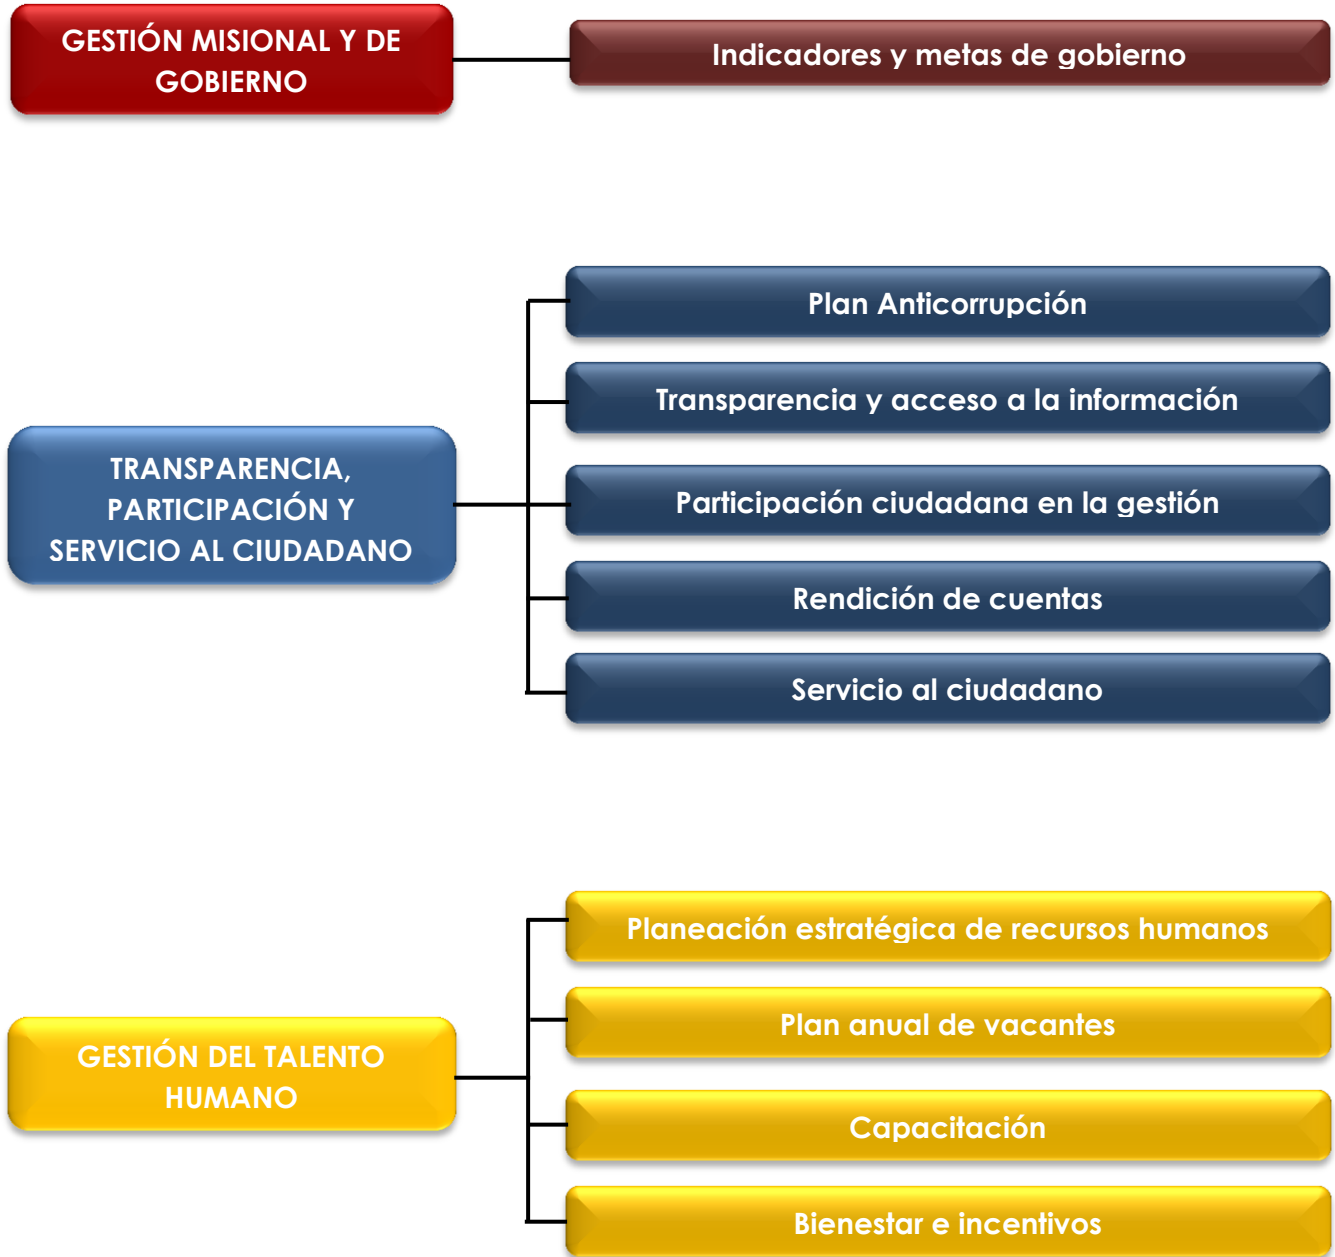 GESTIÓN MISIONAL Y DE
GOBIERNO
Indicadores y metas de gobierno
Plan Anticorrupción
Transparencia y acceso a la información
TRANSPARENCIA,
PARTICIPACIÓN Y
SERVICIO AL CIUDADANO
Participación ciudadana en la gestión
Rendición de cuentas
Servicio al ciudadano
Planeación estratégica de recursos humanos
Plan anual de vacantes
GESTIÓN DEL TALENTO
HUMANO
Capacitación
Bienestar e incentivos